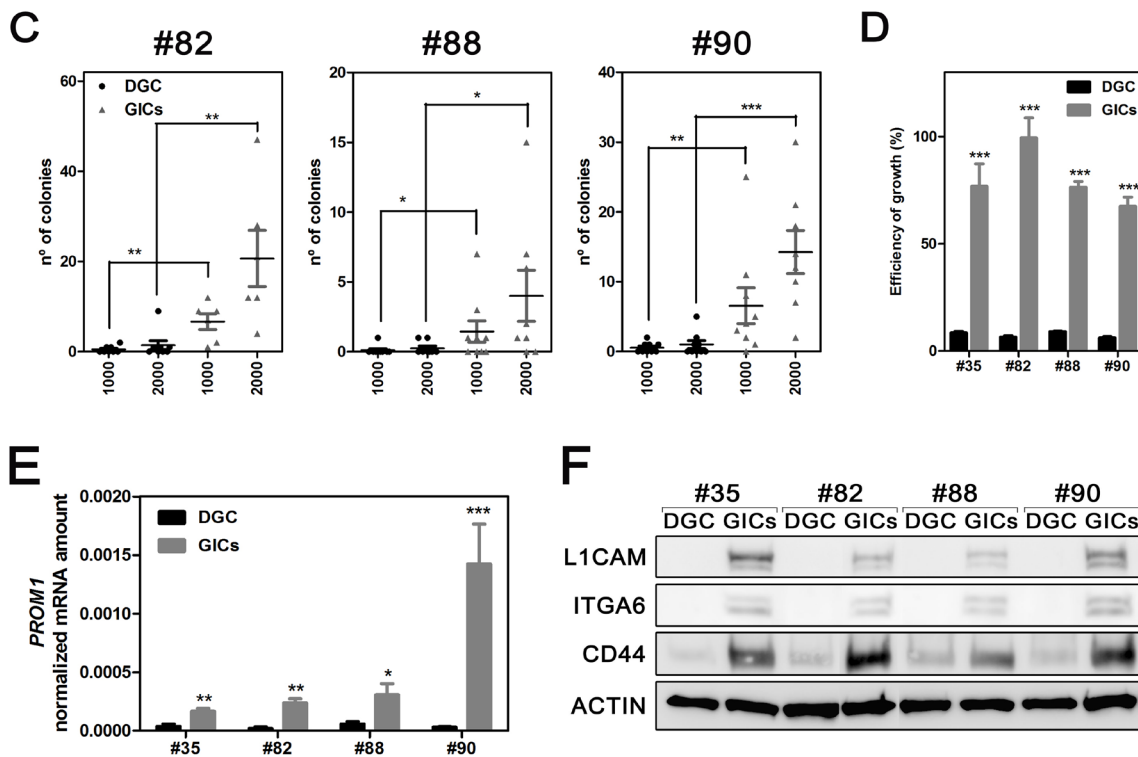 C
#82
#88
#90
D
nº of colonies
60
40
20
0
DGC
GICs
**
**
1000
2000
1000
2000
nº of colonies
20
15
10
5
0
*
*
1000
2000
1000
2000
nº of colonies
40
30
20
10
0
**
***
1000
2000
1000
2000
Efficiency of growth (%)
100
50
0
DGC
GICs
***
***
***
***
#35
#82
#88
#90
E
PROM1
normalized mRNA amount
0.0020
0.0015
0.0010
0.0005
0.0000
DGC
GICs
**
**
*
***
#35
#82
#88
#90
F
#35 #82 #88 #90
DGC GICs DGC GICs DGC GICs DGC GICs
L1CAM
ITGA6
CD44
ACTIN